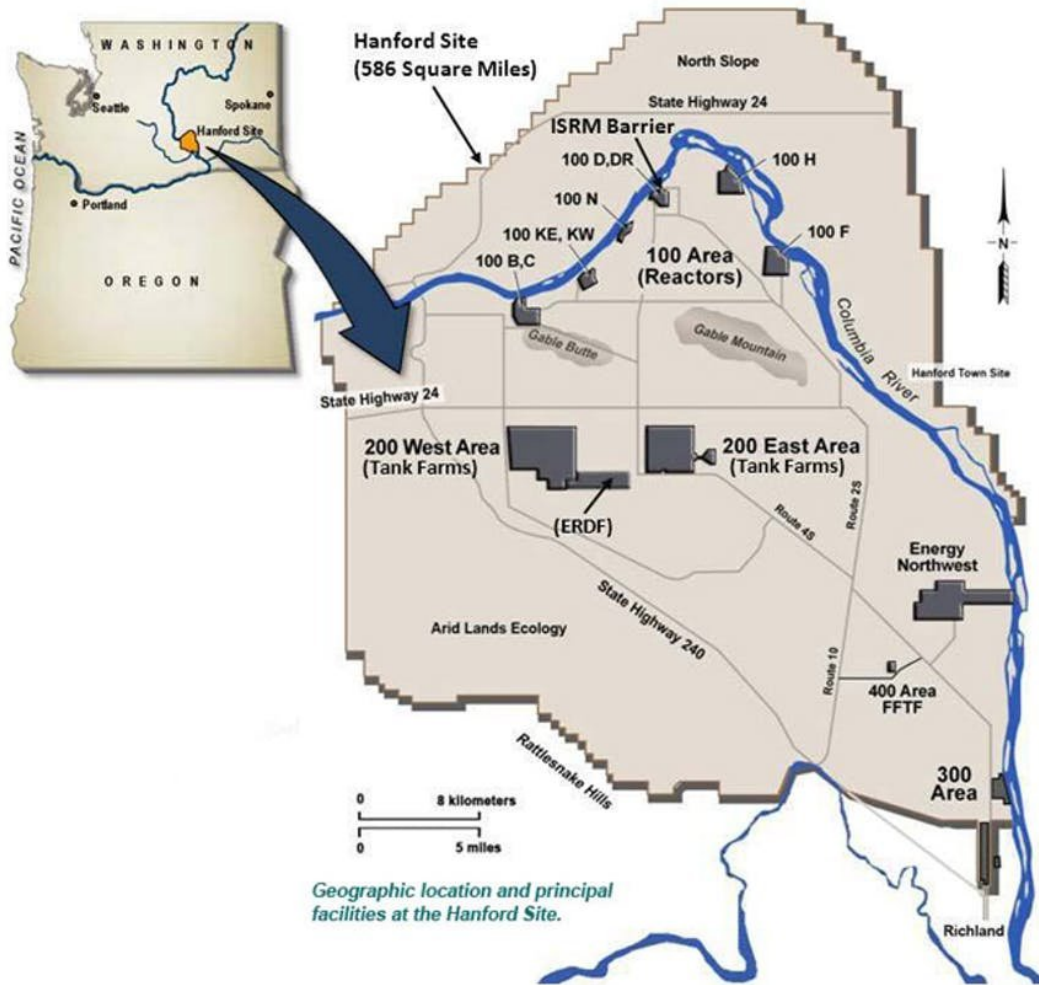 WASHINGTON
Seattle
Spokane
Hanford Site
Portland
PACIFIC OCEAN
OREGON
Hanford Site
(586 Square Miles)
North Slope
State Highway 24
ISRM Barrier
100 D,DR
100 H
100 N
100 F
100 KE, KW
100 B,C
100 Area
(Reactors)
N
Gable Butte
Gable Mountain
Columbia
River
Hanford Town Site
State Highway 24
200 West Area
(Tank Farms)
200 East Area
(Tank Farms)
(ERDF)
Route 2S
Route 4S
Energy
Northwest
State Highway 240
Arid Lands Ecology
Route 10
400 Area
FFTF
300
Area
Rattlesnake Hills
0 8 kilometers
0 5 miles
Geographic location and principal
facilities at the Hanford Site.
Richland